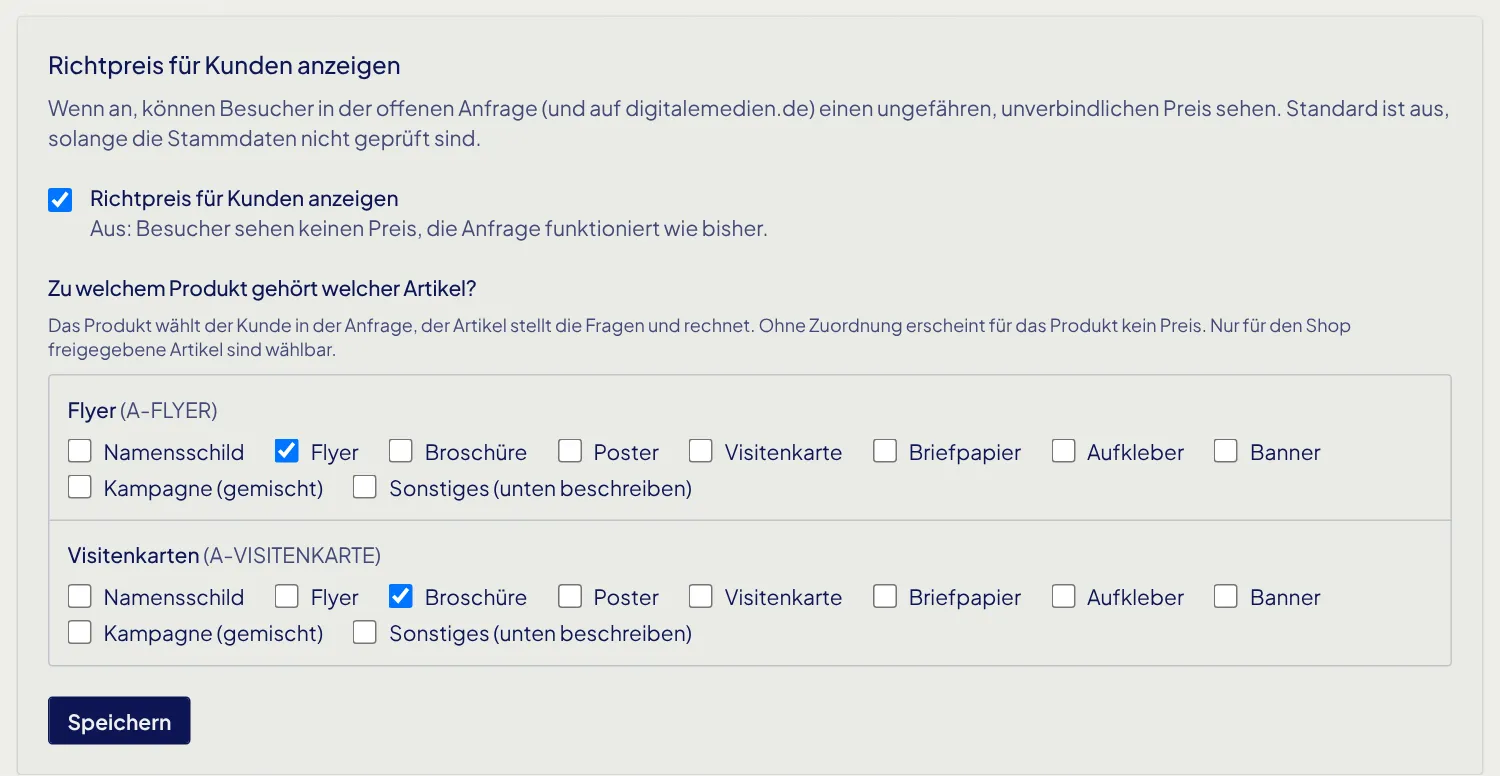 Richtpreis für Kunden anzeigen
Wenn an, können Besucher in der offenen Anfrage (und auf digitalemedien.de) einen ungefähren, unverbindlichen Preis sehen. Standard ist aus,
solange die Stammdaten nicht geprüft sind.
Richtpreis für Kunden anzeigen
Aus: Besucher sehen keinen Preis, die Anfrage funktioniert wie bisher.
Zu welchem Produkt gehört welcher Artikel?
Das Produkt wählt der Kunde in der Anfrage, der Artikel stellt die Fragen und rechnet. Ohne Zuordnung erscheint für das Produkt kein Preis. Nur für den Shop
freigegebene Artikel sind wählbar.
Flyer (A-FLYER)
Namensschild Flyer Broschüre Poster Visitenkarte Briefpapier Aufkleber Banner
Kampagne (gemischt) Sonstiges (unten beschreiben)
Visitenkarten (A-VISITENKARTE)
Namensschild Flyer Broschüre Poster Visitenkarte Briefpapier Aufkleber Banner
Kampagne (gemischt) Sonstiges (unten beschreiben)
Speichern